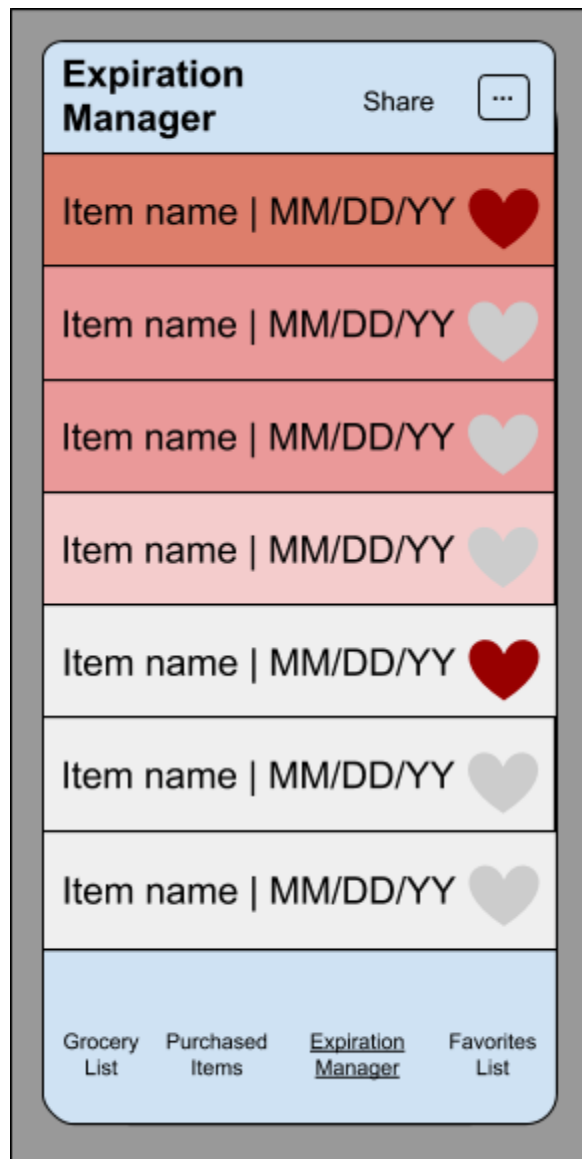 Expiration
Manager
Share
...
Item name | MM/DD/YY
Item name | MM/DD/YY
Item name | MM/DD/YY
Item name | MM/DD/YY
Item name | MM/DD/YY
Item name | MM/DD/YY
Item name | MM/DD/YY
Grocery
List
Purchased
Items
Expiration
Manager
Favorites
List